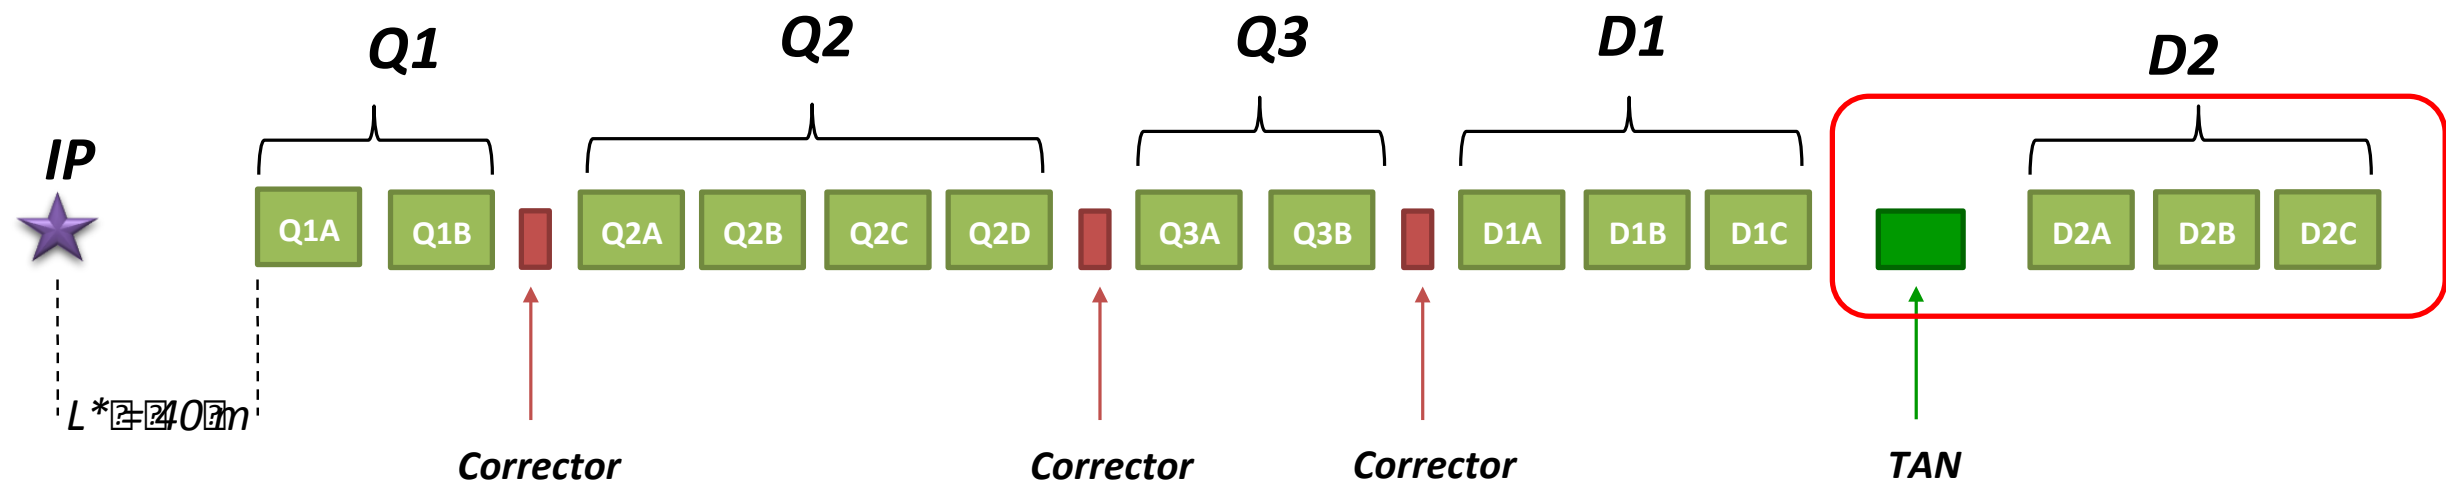 Q1
Q2
Q3
D1
D2
IP
Q1A
Q1B
Q2A
Q2B
Q2C
Q2D
Q3A
Q3B
D1A
D1B
D1C
D2A
D2B
D2C
L* = 40 m
Corrector
Corrector
Corrector
TAN